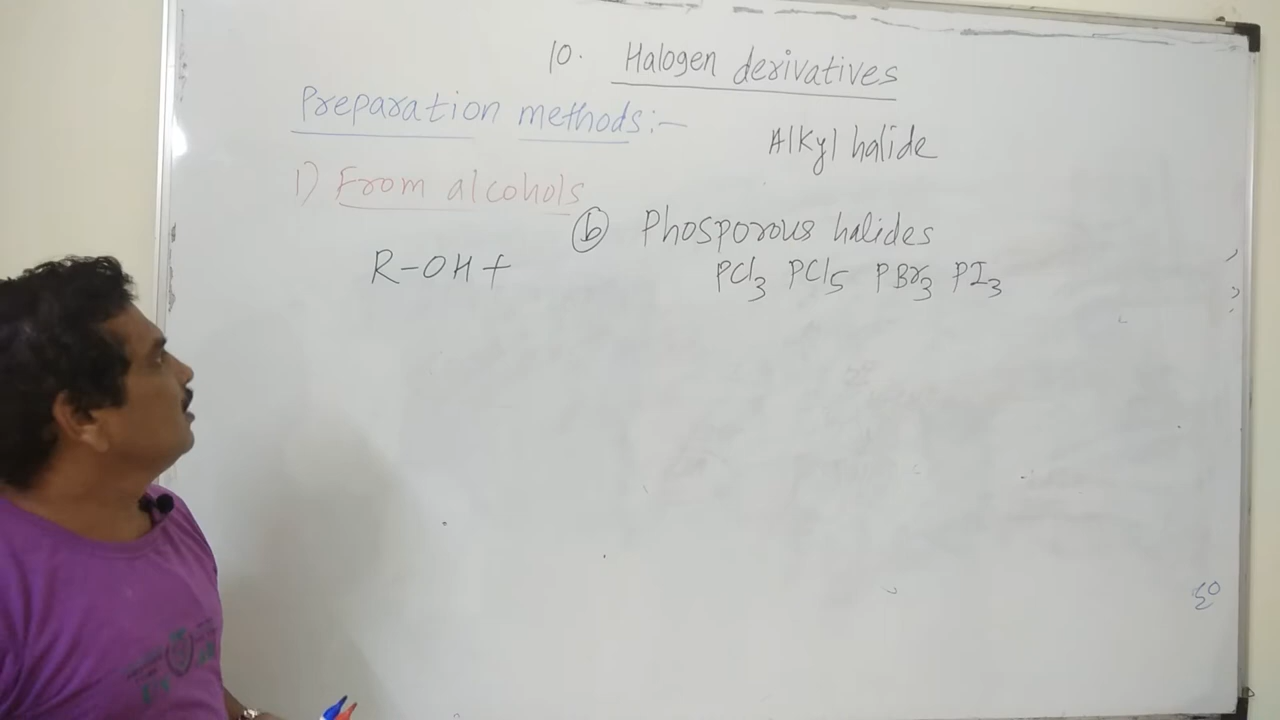 10. Halogen derivatives
Preparation methods:-
Alkyl halide
1) From alcohols
b Phosporous halides
R-OH +
PCl3 PCl5 PBr3 PI3